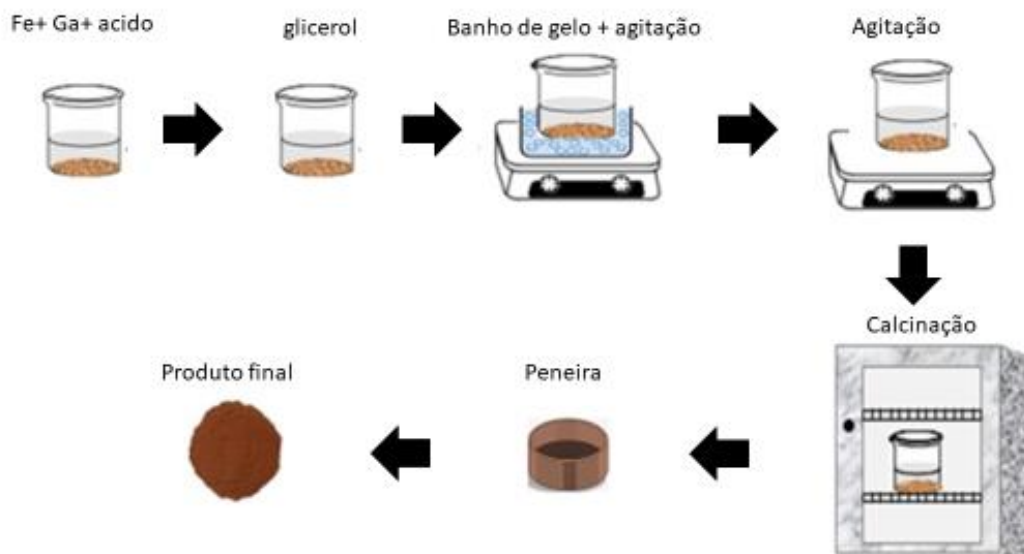 Fe+ Ga+ acido
glicerol
Banho de gelo + agitação
Agitação
Calcinação
Peneira
Produto final